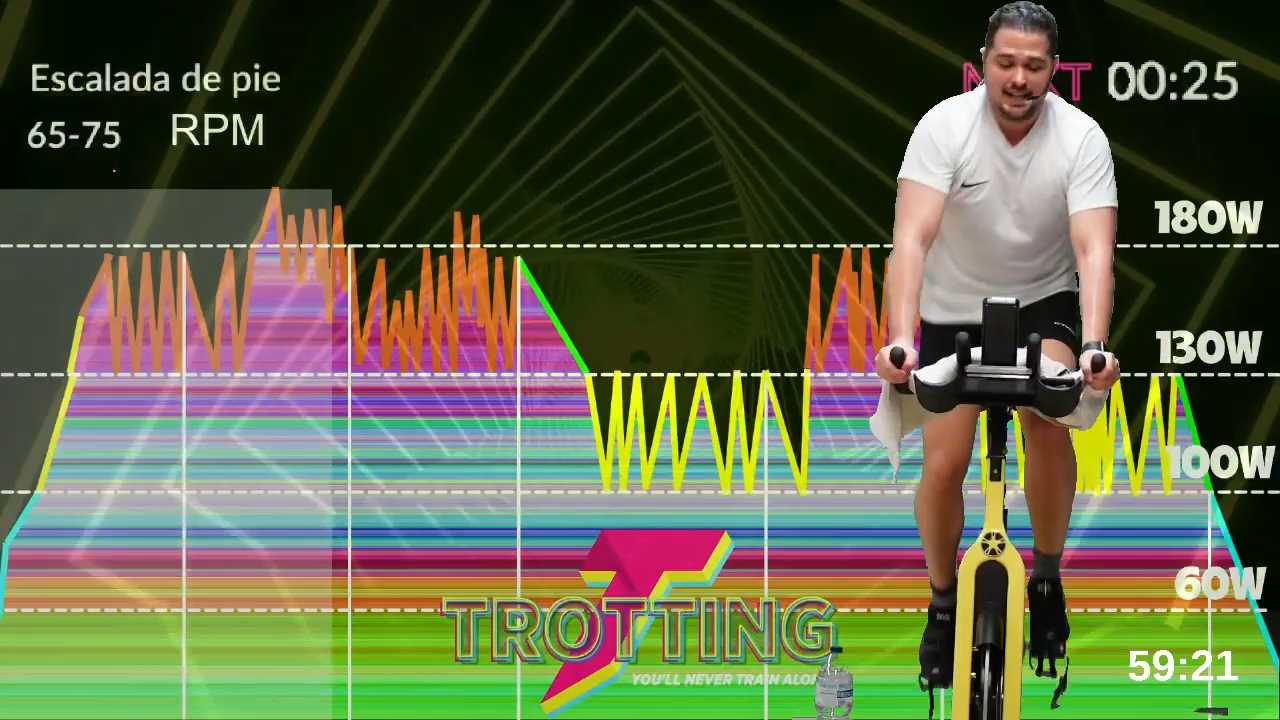 Escalada de pie
65-75 RPM
00:25
180W
130W
100W
60W
TROTTING
YOU'LL NEVER TRAIN
59:21